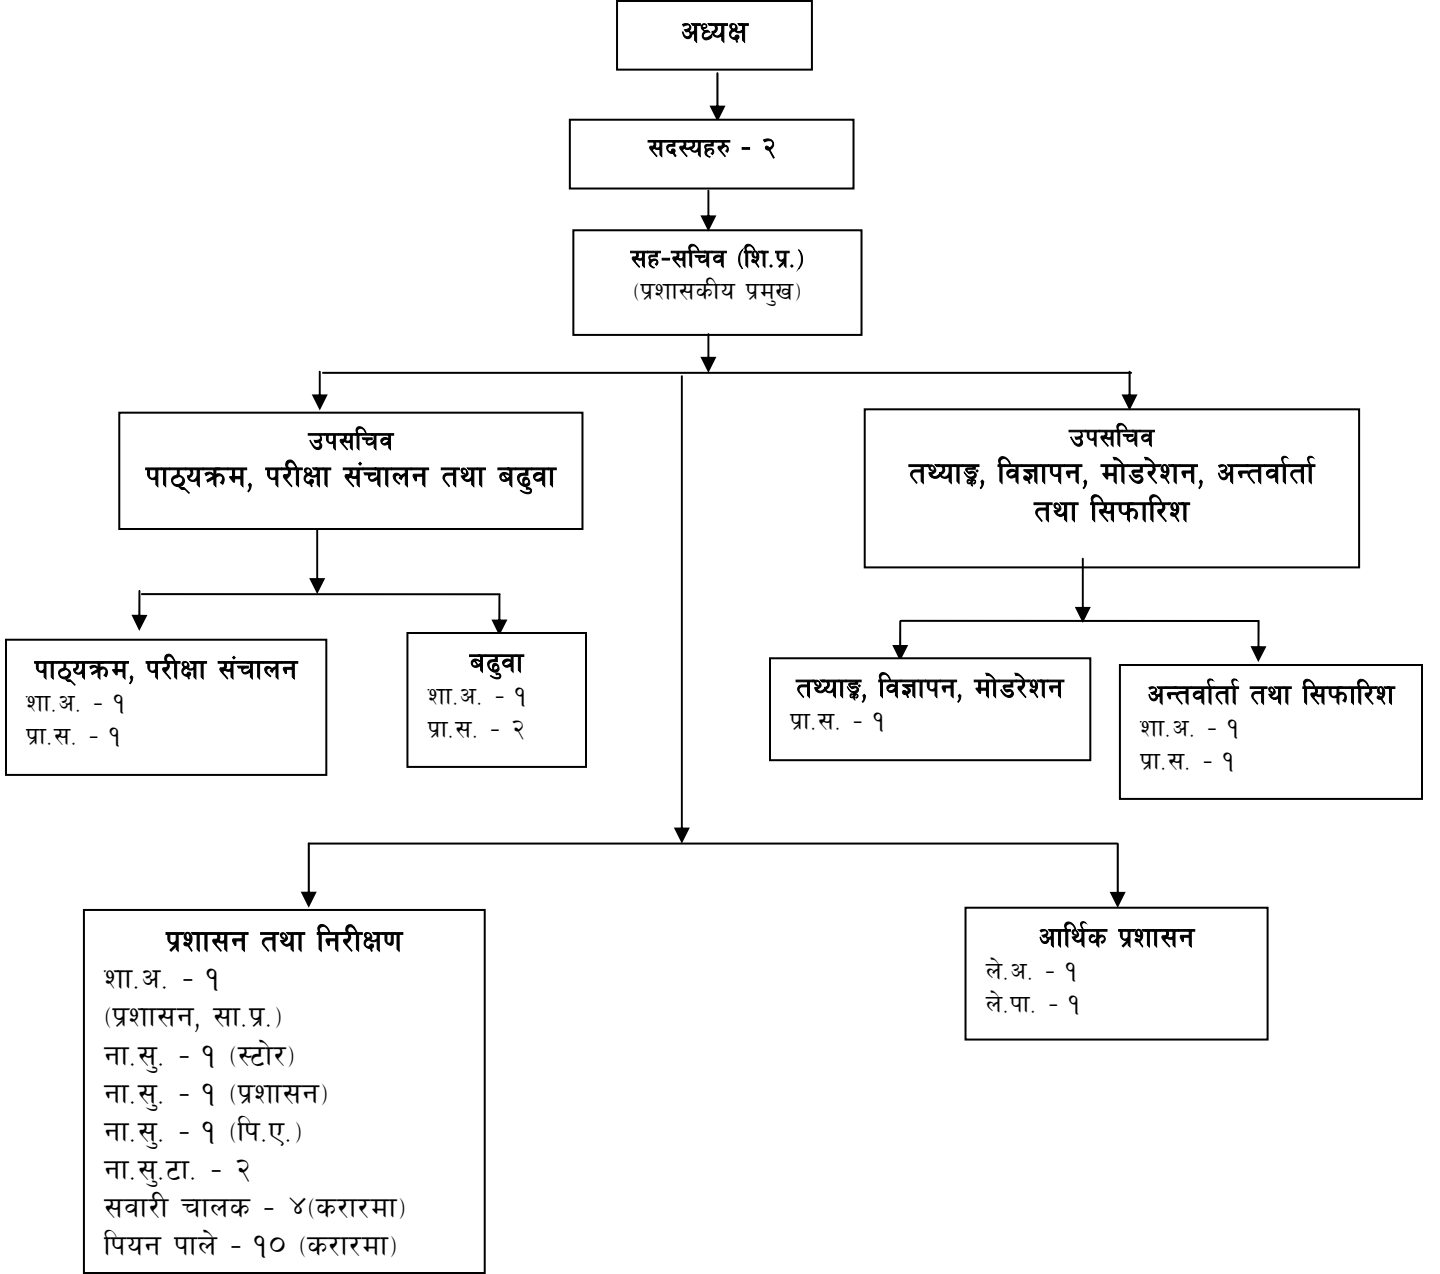 अध्यक्ष
सदस्यहरु - २
सह-सचिव (शि.प्र.)
(प्रशासकीय प्रमुख)
उपसचिव
पाठ्यक्रम, परीक्षा संचालन तथा बढुवा
उपसचिव
तथ्याङ्क, विज्ञापन, मोडरेशन, अन्तर्वार्ता
तथा सिफारिश
पाठ्यक्रम, परीक्षा संचालन
शा.अ. - १
प्रा.स. - १
बढुवा
शा.अ. - १
प्रा.स. - २
तथ्याङ्क, विज्ञापन, मोडरेशन
प्रा.स. - १
अन्तर्वार्ता तथा सिफारिश
शा.अ. - १
प्रा.स. - १
प्रशासन तथा निरीक्षण
शा.अ. - १
(प्रशासन, सा.प्र.)
ना.सु. - १ (स्टोर)
ना.सु. - १ (प्रशासन)
ना.सु. - १ (पि.ए.)
ना.सु.टा. - २
सवारी चालक - ४(करारमा)
पियन पाले - १० (करारमा)
आर्थिक प्रशासन
ले.अ. - १
ले.पा. - १